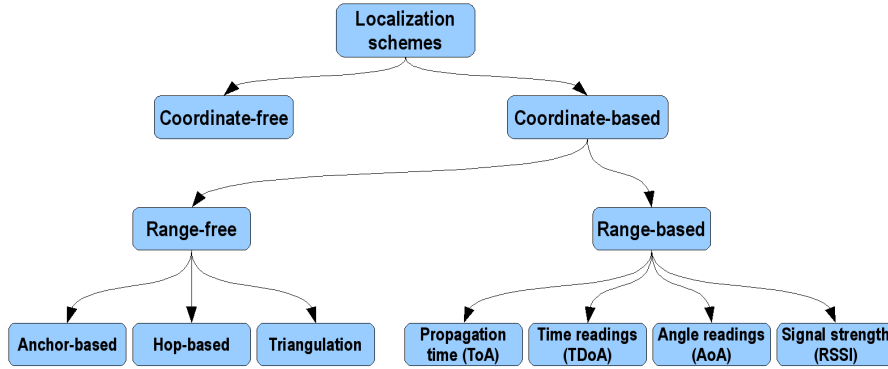 Localization
schemes
Coordinate-free
Coordinate-based
Range-free
Range-based
Anchor-based
Hop-based
Triangulation
Propagation
time (ToA)
Time readings
(TDoA)
Angle readings
(AoA)
Signal strength
(RSSI)